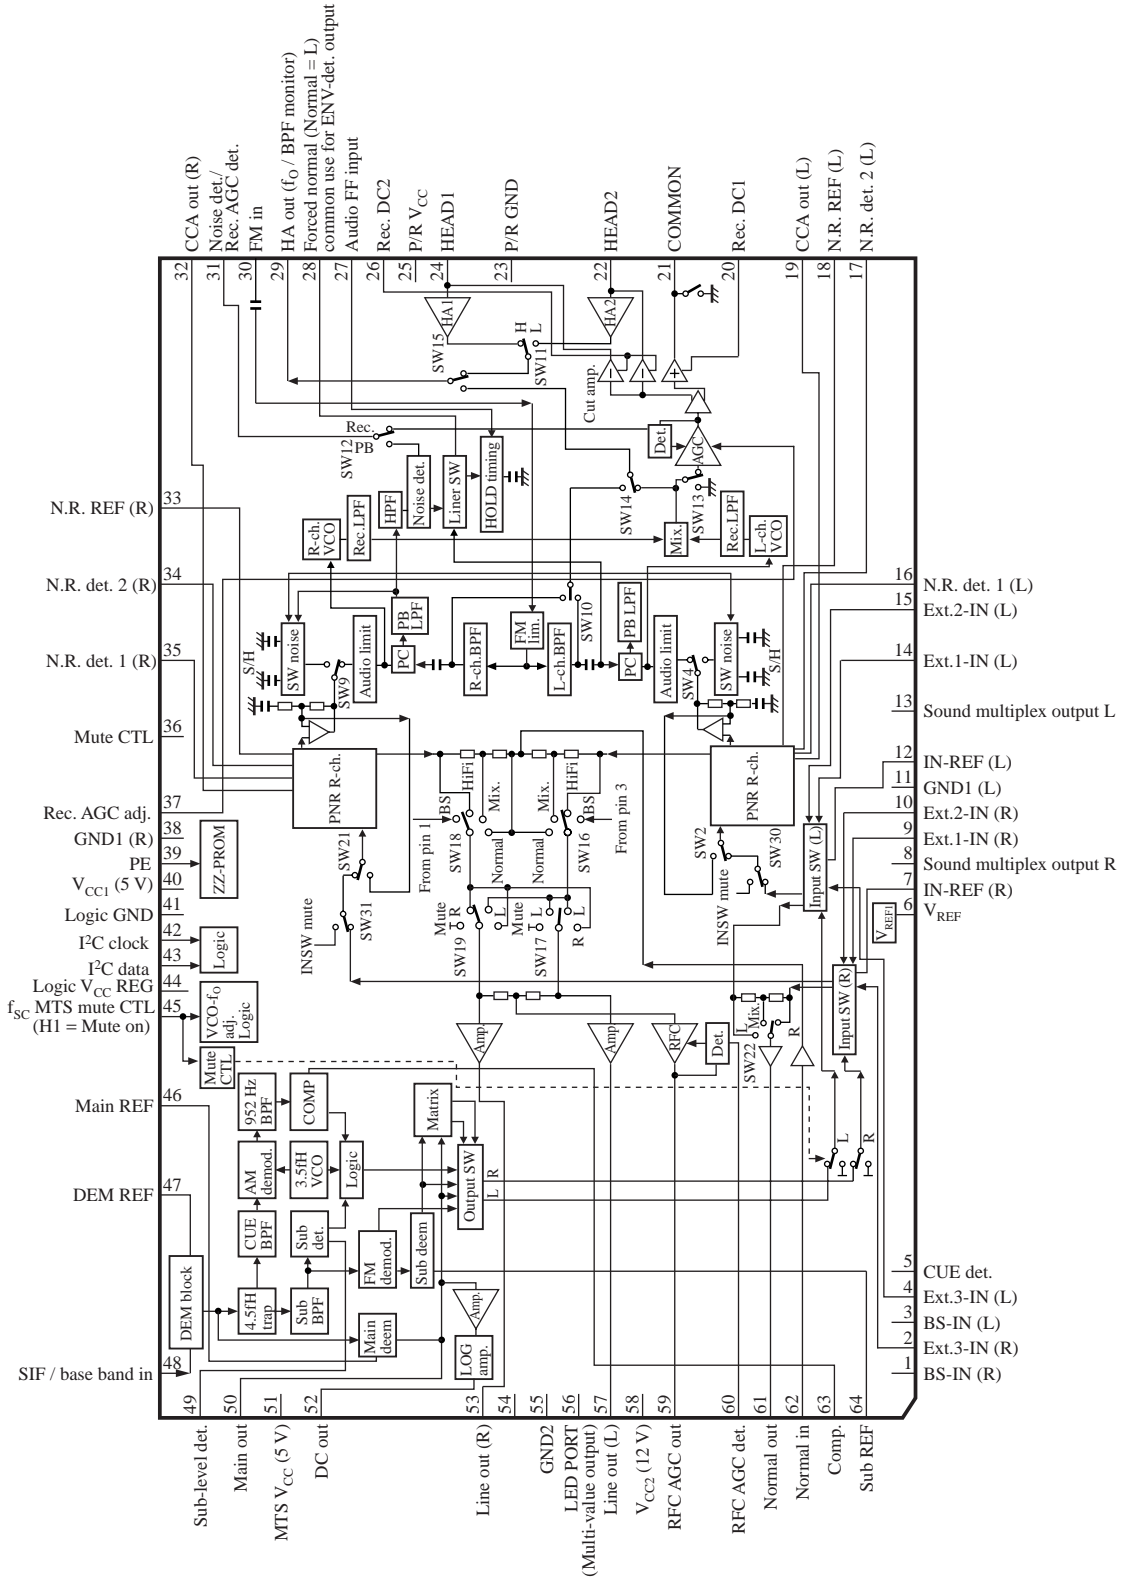 32 CCA out (R)
31 Noise det./
Rec. AGC det.
30 FM in
29 HA out (fO / BPF monitor)
28 Forced normal (Normal = L)
common use for ENV-det. output
27 Audio FF input
26 Rec. DC2
25 P/R VCC
24 HEAD1
23 P/R GND
22 HEAD2
21 COMMON
20 Rec. DC1
19 CCA out (L)
18 N.R. REF (L)
17 N.R. det. 2 (L)
N.R. REF (R) 33
N.R. det. 2 (R) 34
N.R. det. 1 (R) 35
Mute CTL 36
Rec. AGC adj. 37
GND1 (R) 38
PE 39
VCC1 (5 V) 40
Logic GND 41
I2C clock 42
I2C data 43
Logic VCC REG 44
fSC MTS mute CTL 45
(H1 = Mute on)
Main REF 46
DEM REF 47
SIF / base band in 48
16 N.R. det. 1 (L)
15 Ext.2-IN (L)
14 Ext.1-IN (L)
13 Sound multiplex output L
12 IN-REF (L)
11 GND1 (L)
10 Ext.2-IN (R)
9 Ext.1-IN (R)
8 Sound multiplex output R
7 IN-REF (R)
6 VREF
5 CUE det.
4 Ext.3-IN (L)
3 BS-IN (L)
2 Ext.3-IN (R)
1 BS-IN (R)
HA1
HA2
SW15
H
L
SW11
Cut amp.
−
−
+
Rec.
PB
SW12
Det.
AGC
HPF
Noise det.
Liner SW
HOLD timing
SW14
SW13
R-ch.
VCO
Rec.LPF
Mix.
Rec.LPF
L-ch.
VCO
S/H
SW noise
SW9
Audio limit
PC
PB
LPF
R-ch.BPF
FM
lim.
L-ch.BPF
SW10
PC
PB LPF
Audio limit
SW4
SW noise
S/H
PNR R-ch.
HiFi
Mix.
Mix.
HiFi
PNR R-ch.
BS
From pin 1
SW18
Normal
Normal
SW16
BS
From pin 3
SW21
SW2
SW30
INSW mute
Input SW (L)
ZZ-PROM
INSW mute
SW31
Mute
R
L
SW19
Mute
L
L
R
SW17
VREF1
Logic
VCO-fO
adj.
Logic
Mute
CTL
Amp.
Amp.
RFC
Det.
L
Mix.
R
SW22
Input SW (R)
952 Hz
BPF
COMP
Matrix
AM
demod.
3.5fH
VCO
Logic
Output SW
R
L
L
R
CUE
BPF
Sub
det.
FM
demod.
Sub deem
DEM block
4.5fH
trap
Sub
BPF
Main
deem
Amp.
LOG
amp.
49 Sub-level det.
50 Main out
51 MTS VCC (5 V)
52 DC out
53 Line out (R)
54
55 GND2
56 LED PORT
(Multi-value output)
57 Line out (L)
58 VCC2 (12 V)
59 RFC AGC out
60 RFC AGC det.
61 Normal out
62 Normal in
63 Comp.
64 Sub REF